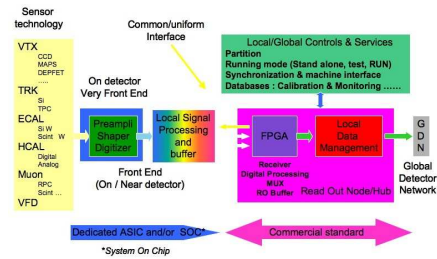 Sensor
technology
VTX
CCD
MAPS
DEPFET
.....
TRK
Si
TPC
ECAL
Si W
Scint W
HCAL
Digital
Analog
Muon
RPC
Scint ...
VFD
Common/uniform
Interface
On detector
Very Front End
Preampli
Shaper
Digitizer
Local Signal
Processing
and
buffer
Front End
(On / Near detector)
Local/Global Controls & Services
Partition
Running mode (Stand alone, test, RUN)
Synchronization & machine interface
Databases : Calibration & Monitoring ......
FPGA
Local
Data
Management
Receiver
Digital Processing
MUX
RO Buffer
Read Out Node/Hub
G
D
N
Global
Detector
Network
Dedicated ASIC and/or SOC*
*System On Chip
Commercial standard